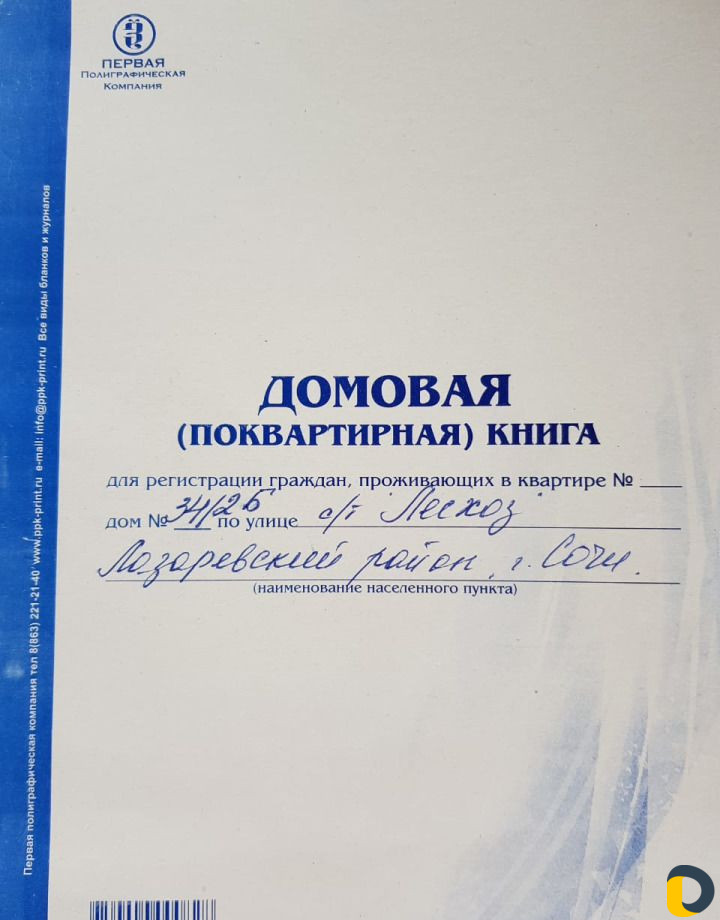 ПЕРВАЯ
ПОЛИГРАФИЧЕСКАЯ
КОМПАНИЯ
ДОМОВАЯ
(ПОКВАРТИРНАЯ) КНИГА
для регистрации граждан, проживающих в квартире № ____
дом № 34/2б по улице с/т "Лесхоз"
Лазаревский район, г. Сочи.
(наименование населенного пункта)
Первая полиграфическая компания тел 8(863) 221-21-40 www.ppk-print.ru e-mail: info@ppk-print.ru Все виды бланков и журналов